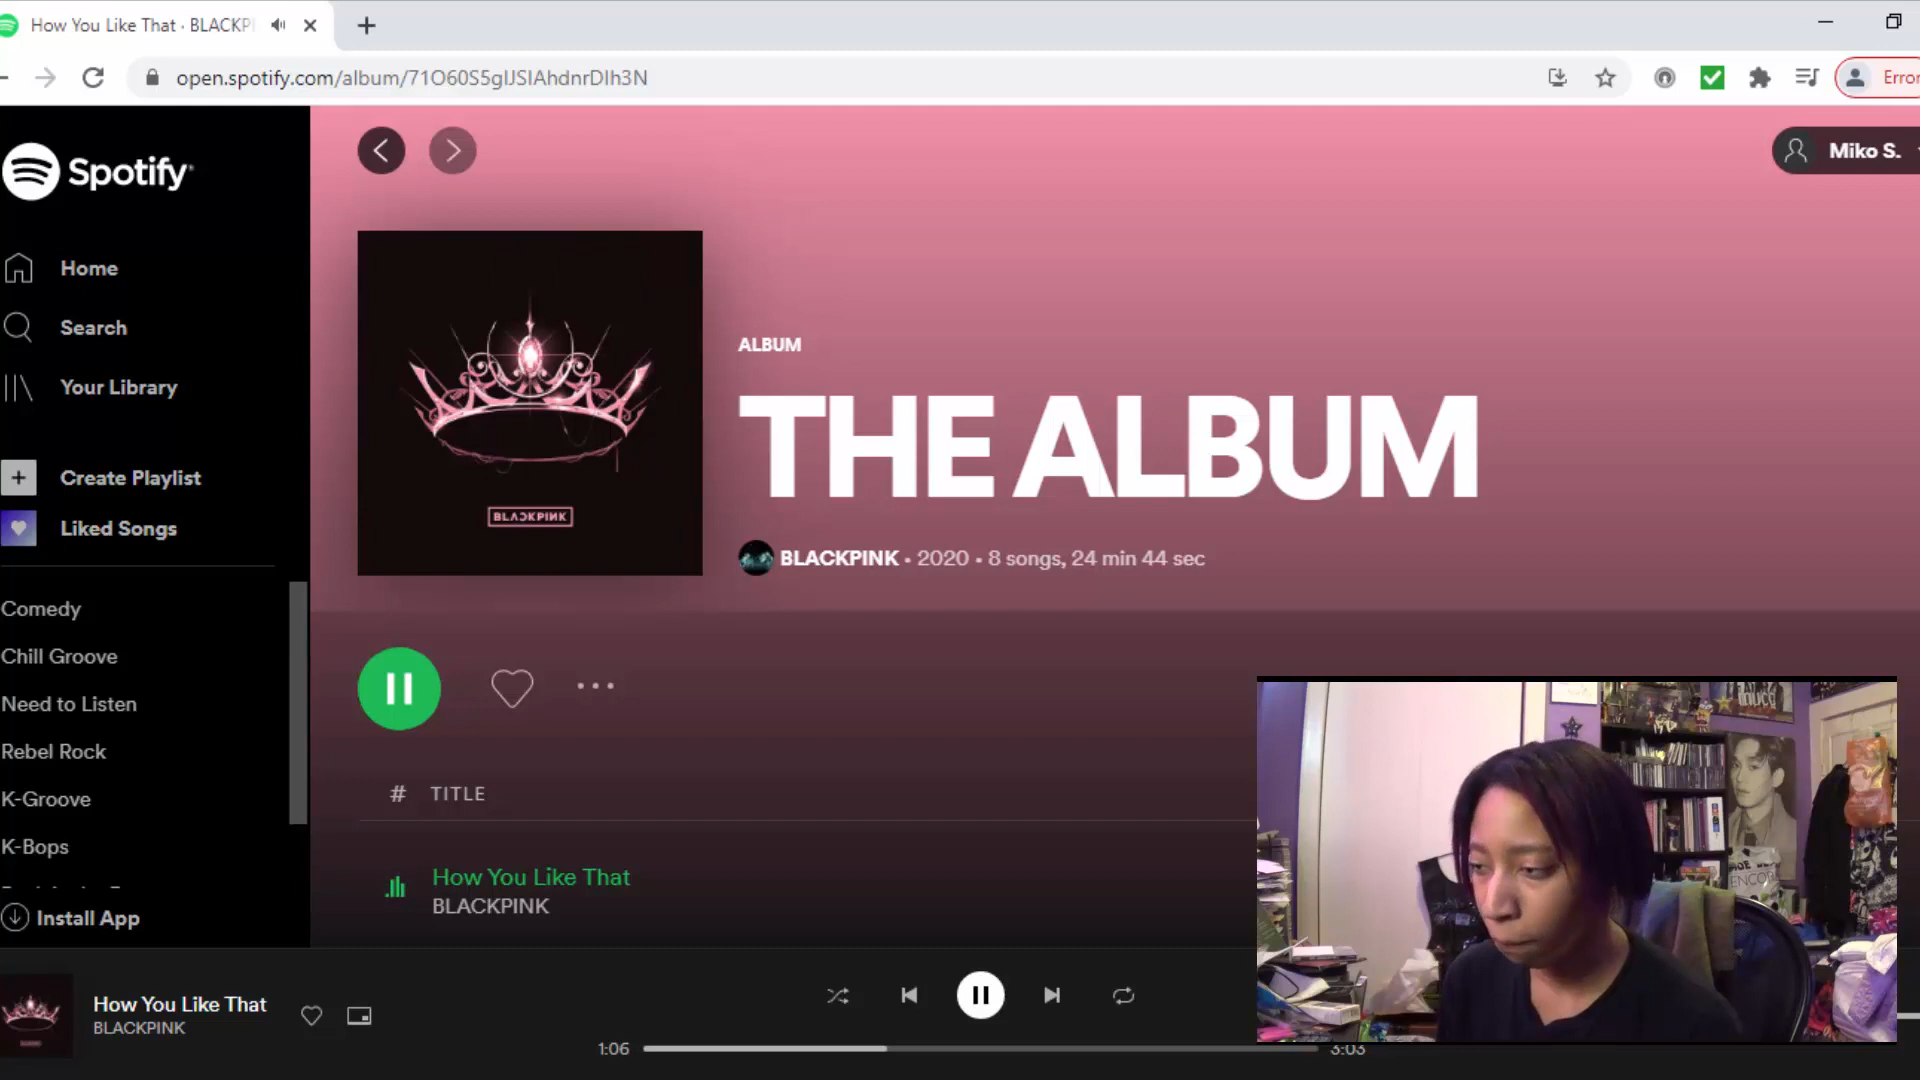 How You Like That · BLACKP
open.spotify.com/album/71O60S5gIJSIAhdnrDIh3N
Error
Spotify
Miko S.
Home
Search
Your Library
Create Playlist
Liked Songs
Comedy
Chill Groove
Need to Listen
Rebel Rock
K-Groove
K-Bops
Install App
BLACKPINK
ALBUM
THE ALBUM
BLACKPINK • 2020 • 8 songs, 24 min 44 sec
# TITLE
How You Like That
BLACKPINK
ENCORE
How You Like That
BLACKPINK
1:06
3:03